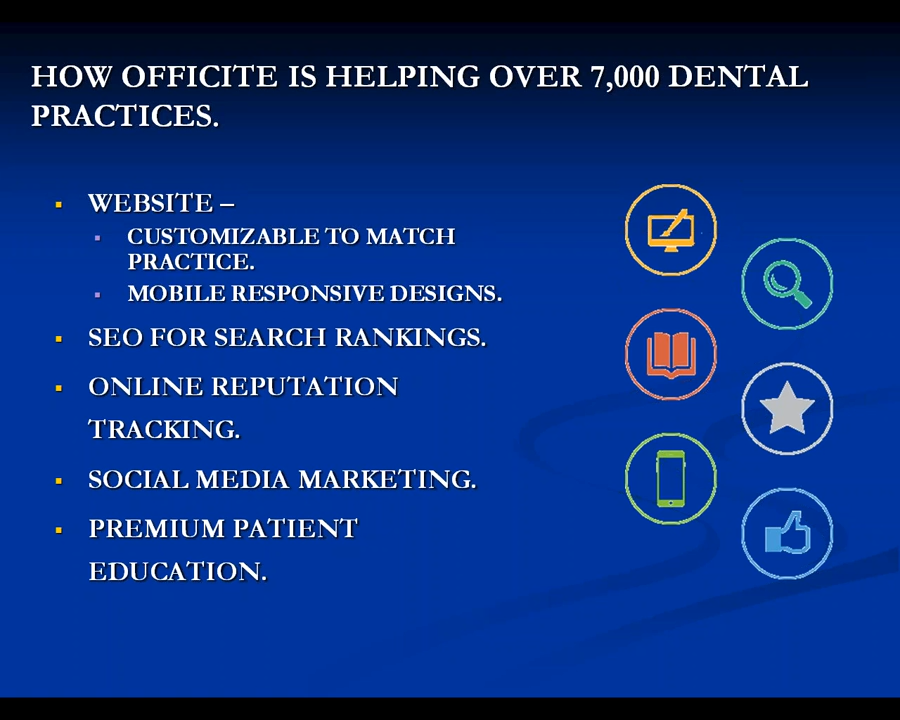 HOW OFFICITE IS HELPING OVER 7,000 DENTAL
PRACTICES.
WEBSITE –
CUSTOMIZABLE TO MATCH
PRACTICE.
MOBILE RESPONSIVE DESIGNS.
SEO FOR SEARCH RANKINGS.
ONLINE REPUTATION
TRACKING.
SOCIAL MEDIA MARKETING.
PREMIUM PATIENT
EDUCATION.